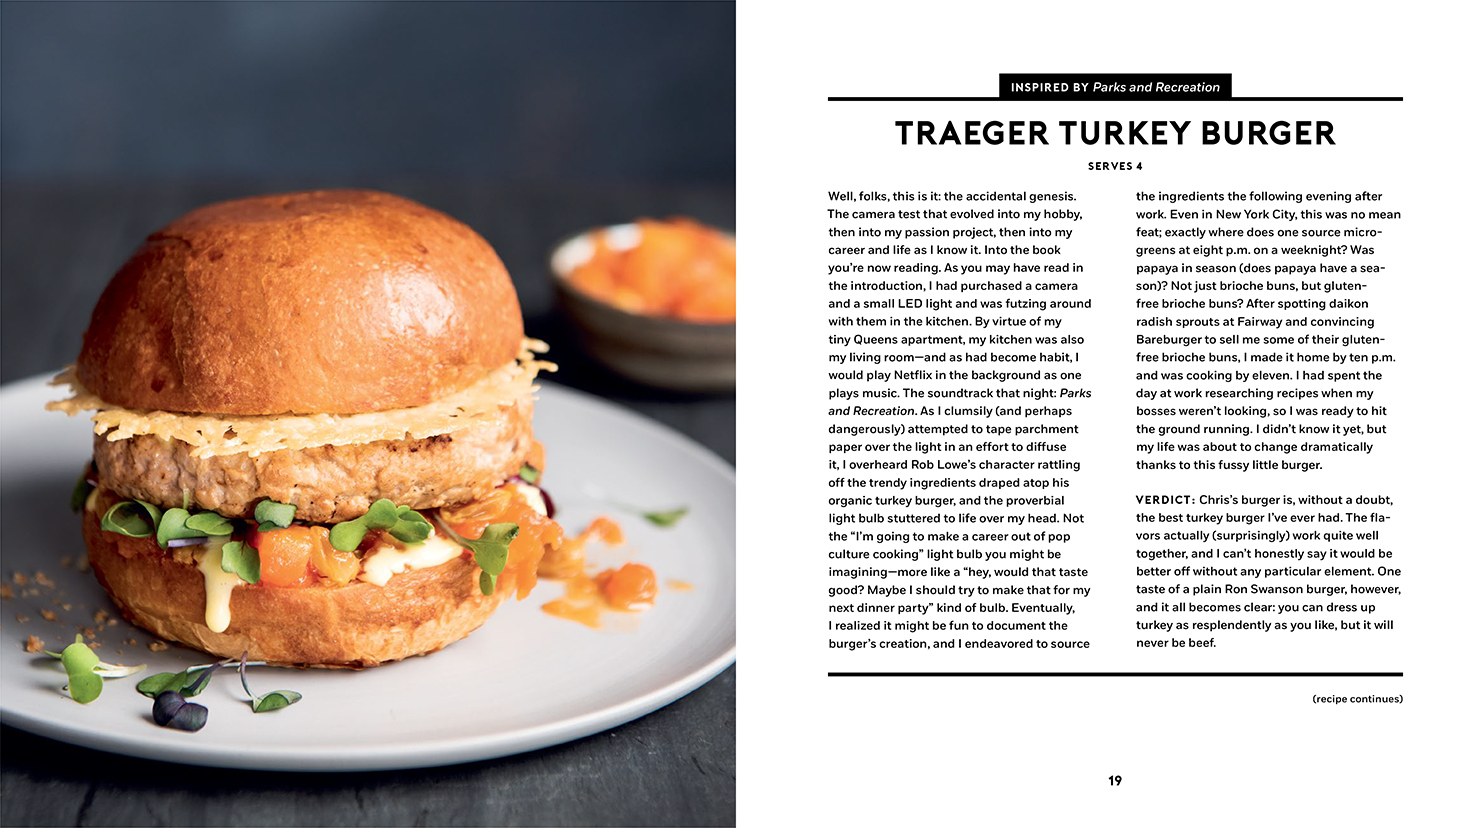 INSPIRED BY Parks and Recreation
TRAEGER TURKEY BURGER
SERVES 4
Well, folks, this is it: the accidental genesis.
The camera test that evolved into my hobby,
then into my passion project, then into my
career and life as I know it. Into the book
you're now reading. As you may have read in
the introduction, I had purchased a camera
and a small LED light and was futzing around
with them in the kitchen. By virtue of my
tiny Queens apartment, my kitchen was also
my living room—and as had become habit, I
would play Netflix in the background as one
plays music. The soundtrack that night: Parks
and Recreation. As I clumsily (and perhaps
dangerously) attempted to tape parchment
paper over the light in an effort to diffuse
it, I overheard Rob Lowe's character rattling
off the trendy ingredients draped atop his
organic turkey burger, and the proverbial
light bulb stuttered to life over my head. Not
the "I'm going to make a career out of pop
culture cooking" light bulb you might be
imagining—more like a "hey, would that taste
good? Maybe I should try to make that for my
next dinner party" kind of bulb. Eventually,
I realized it might be fun to document the
burger's creation, and I endeavored to source
the ingredients the following evening after
work. Even in New York City, this was no mean
feat; exactly where does one source micro-
greens at eight p.m. on a weeknight? Was
papaya in season (does papaya have a sea-
son)? Not just brioche buns, but gluten-
free brioche buns? After spotting daikon
radish sprouts at Fairway and convincing
Bareburger to sell me some of their gluten-
free brioche buns, I made it home by ten p.m.
and was cooking by eleven. I had spent the
day at work researching recipes when my
bosses weren't looking, so I was ready to hit
the ground running. I didn't know it yet, but
my life was about to change dramatically
thanks to this fussy little burger.
VERDICT: Chris's burger is, without a doubt,
the best turkey burger I've ever had. The fla-
vors actually (surprisingly) work quite well
together, and I can't honestly say it would be
better off without any particular element. One
taste of a plain Ron Swanson burger, however,
and it all becomes clear: you can dress up
turkey as resplendently as you like, but it will
never be beef.
(recipe continues)
19